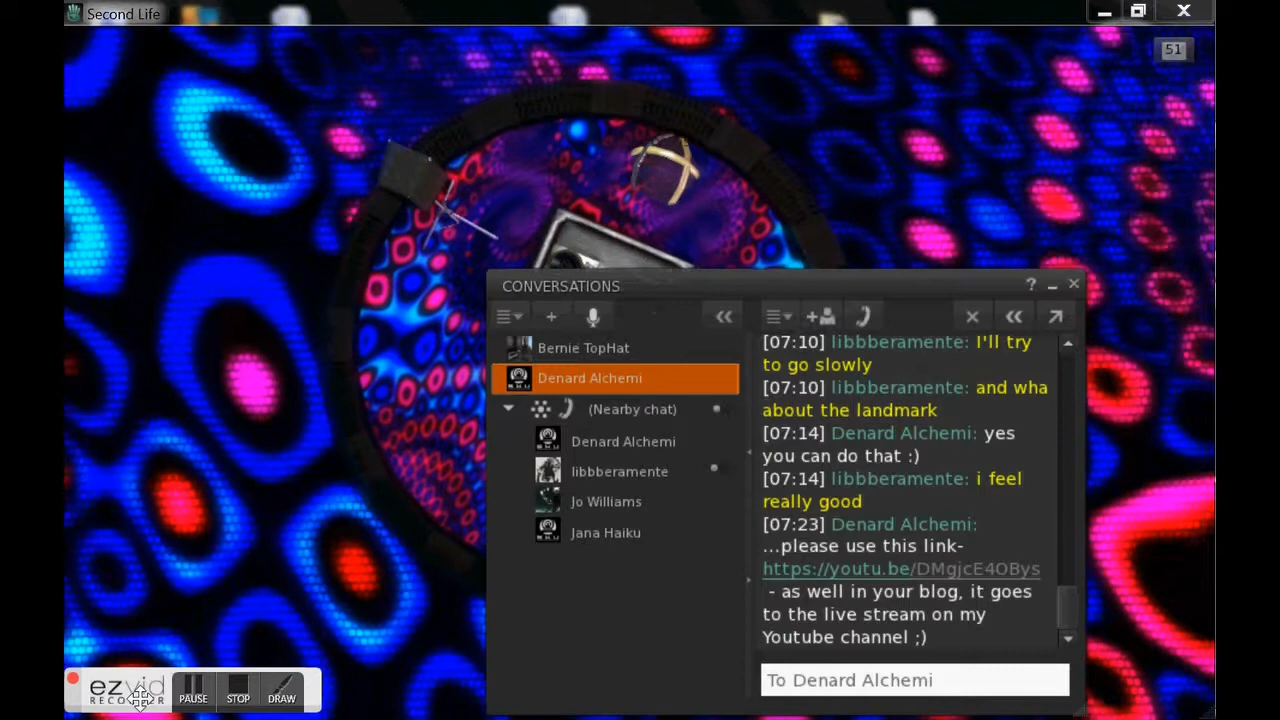 Second Life
51
CONVERSATIONS
?
Bernie TopHat
Denard Alchemi
(Nearby chat)
Denard Alchemi
libbberamente
Jo Williams
Jana Haiku
[07:10] libbberamente: I'll try
to go slowly
[07:10] libbberamente: and wha
about the landmark
[07:14] Denard Alchemi: yes
you can do that :)
[07:14] libbberamente: i feel
really good
[07:23] Denard Alchemi:
...please use this link-
https://youtu.be/DMgjcE4OBys
- as well in your blog, it goes
to the live stream on my
Youtube channel ;)
To Denard Alchemi
ezvid
RECORDER
PAUSE
STOP
DRAW